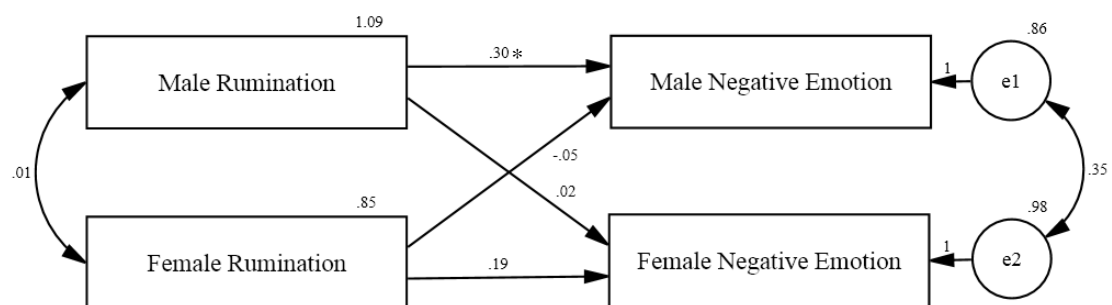 1.09
.86
.30*
Male Rumination
Male Negative Emotion
1
e1
-.05
.01
.35
.02
.85
.98
Female Rumination
Female Negative Emotion
1
e2
.19